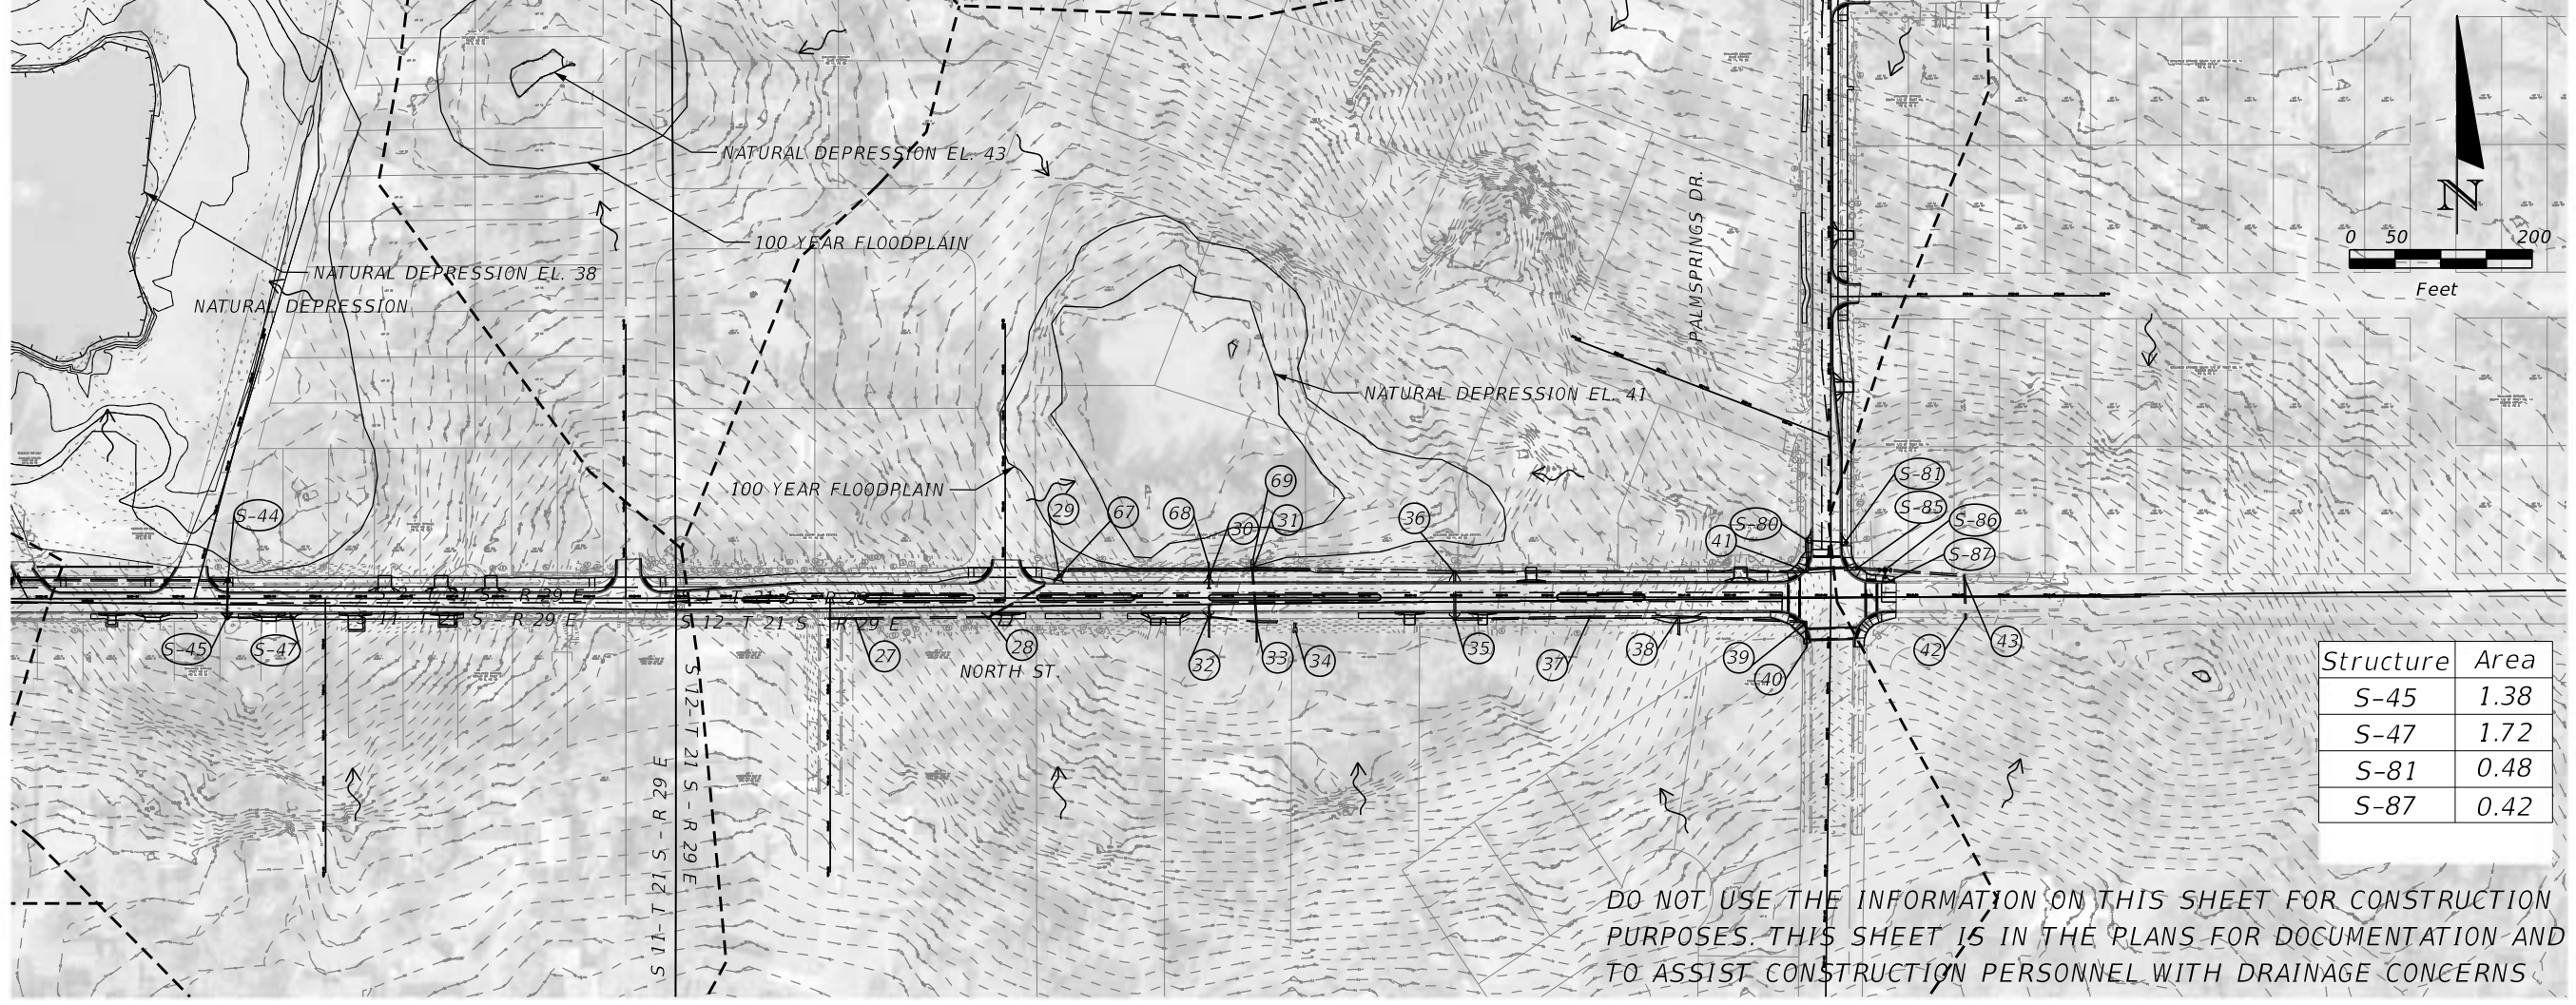 NATURAL DEPRESSION EL. 43
100 YEAR FLOODPLAIN
NATURAL DEPRESSION EL. 38
NATURAL DEPRESSION
PALMSPRINGS DR.
N
0 50 200
Feet
NATURAL DEPRESSION EL. 41
100 YEAR FLOODPLAIN
S-44
29
67
68
30
69
31
36
41
S-80
S-81
S-85
S-86
S-87
S 12- T 21 S - R 29 E
S-45
S-47
27
28
NORTH ST.
32
33
34
35
37
38
39
40
42
43
S 11- T 21 S - R 29 E
S 12- T 21 S - R 29 E
Structure Area
S-45 1.38
S-47 1.72
S-81 0.48
S-87 0.42
DO NOT USE THE INFORMATION ON THIS SHEET FOR CONSTRUCTION
PURPOSES. THIS SHEET IS IN THE PLANS FOR DOCUMENTATION AND
TO ASSIST CONSTRUCTION PERSONNEL WITH DRAINAGE CONCERNS